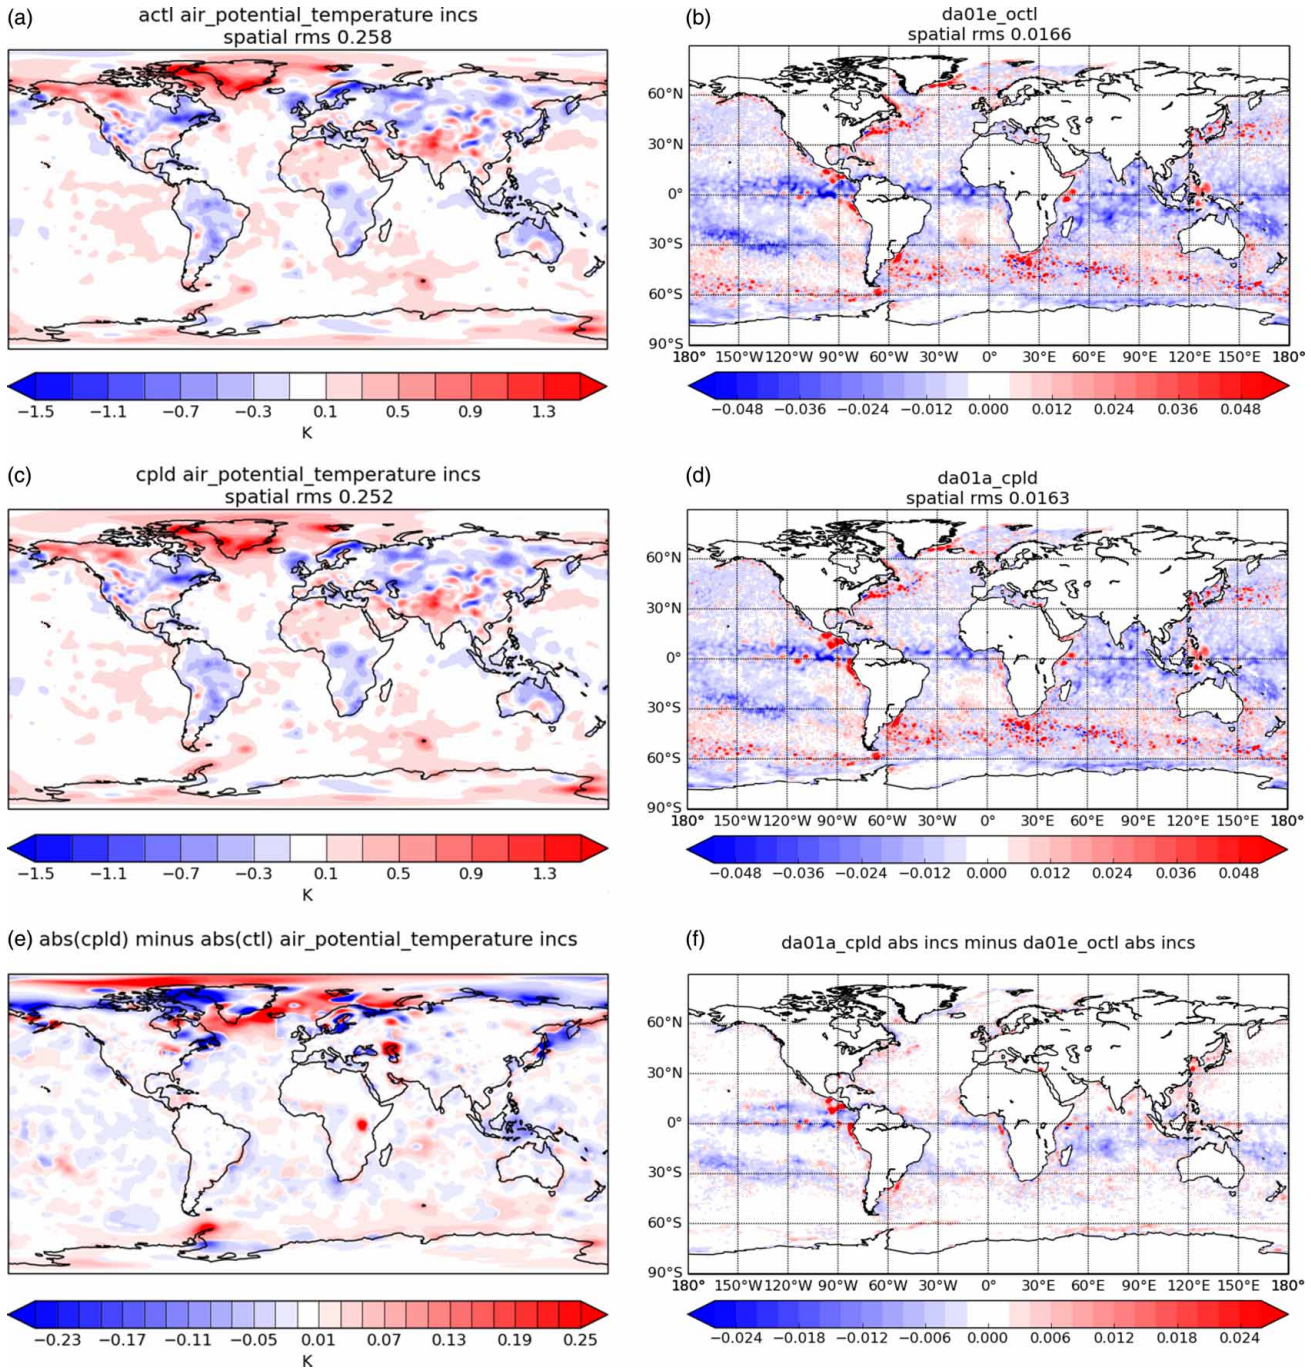 (a)
actl air_potential_temperature incs
spatial rms 0.258
−1.5 −1.1 −0.7 −0.3 0.1 0.5 0.9 1.3
K
(b)
da01e_octl
spatial rms 0.0166
60°N
30°N
0°
30°S
60°S
90°S
180° 150°W 120°W 90°W 60°W 30°W 0° 30°E 60°E 90°E 120°E 150°E 180°
−0.048 −0.036 −0.024 −0.012 0.000 0.012 0.024 0.036 0.048
(c)
cpld air_potential_temperature incs
spatial rms 0.252
−1.5 −1.1 −0.7 −0.3 0.1 0.5 0.9 1.3
K
(d)
da01a_cpld
spatial rms 0.0163
60°N
30°N
0°
30°S
60°S
90°S
180° 150°W 120°W 90°W 60°W 30°W 0° 30°E 60°E 90°E 120°E 150°E 180°
−0.048 −0.036 −0.024 −0.012 0.000 0.012 0.024 0.036 0.048
(e) abs(cpld) minus abs(ctl) air_potential_temperature incs
−0.23 −0.17 −0.11 −0.05 0.01 0.07 0.13 0.19 0.25
K
(f)
da01a_cpld abs incs minus da01e_octl abs incs
60°N
30°N
0°
30°S
60°S
90°S
180° 150°W 120°W 90°W 60°W 30°W 0° 30°E 60°E 90°E 120°E 150°E 180°
−0.024 −0.018 −0.012 −0.006 0.000 0.006 0.012 0.018 0.024